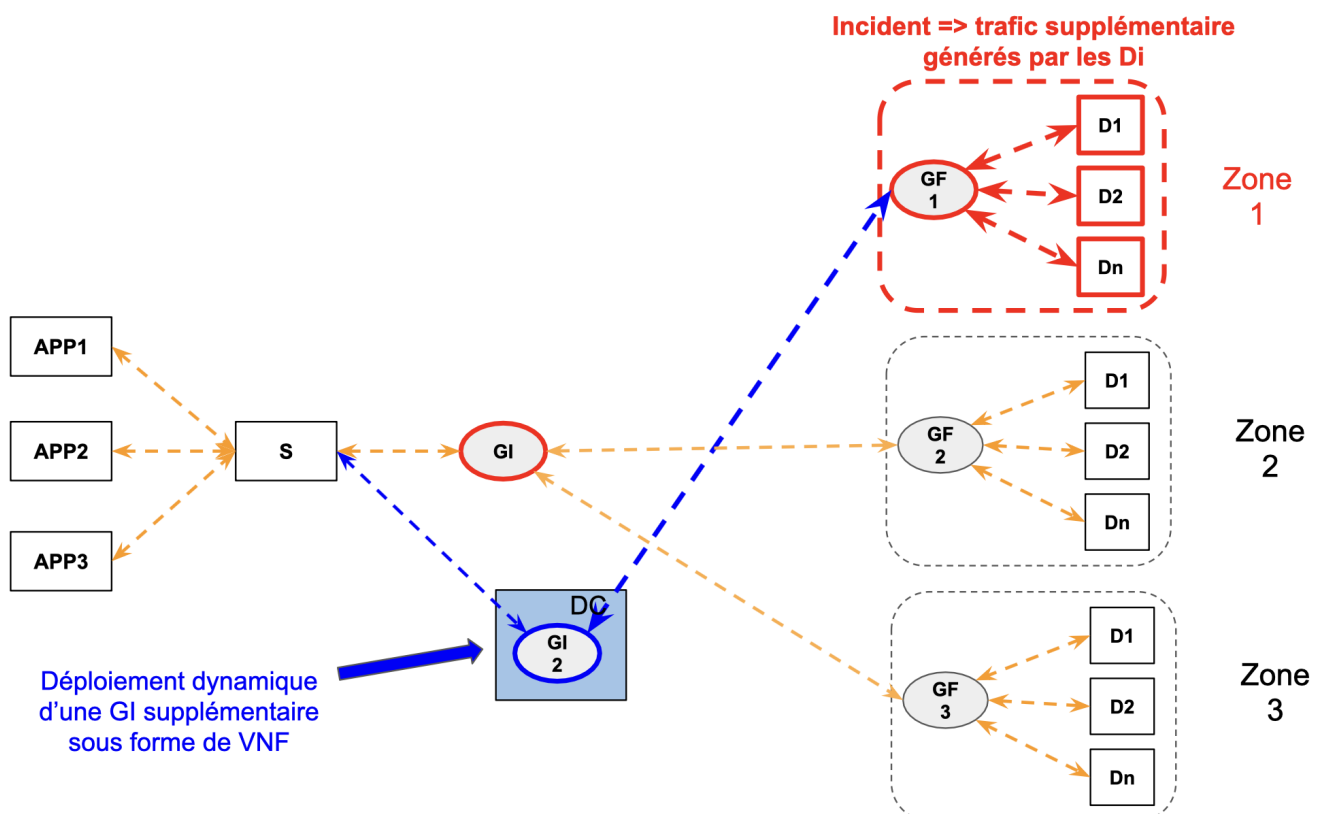 Incident => trafic supplémentaire
générés par les Di
D1
GF
1
D2
Dn
Zone
1
APP1
APP2
APP3
S
GI
D1
GF
2
D2
Dn
Zone
2
DC
GI
2
Déploiement dynamique
d'une GI supplémentaire
sous forme de VNF
D1
GF
3
D2
Dn
Zone
3